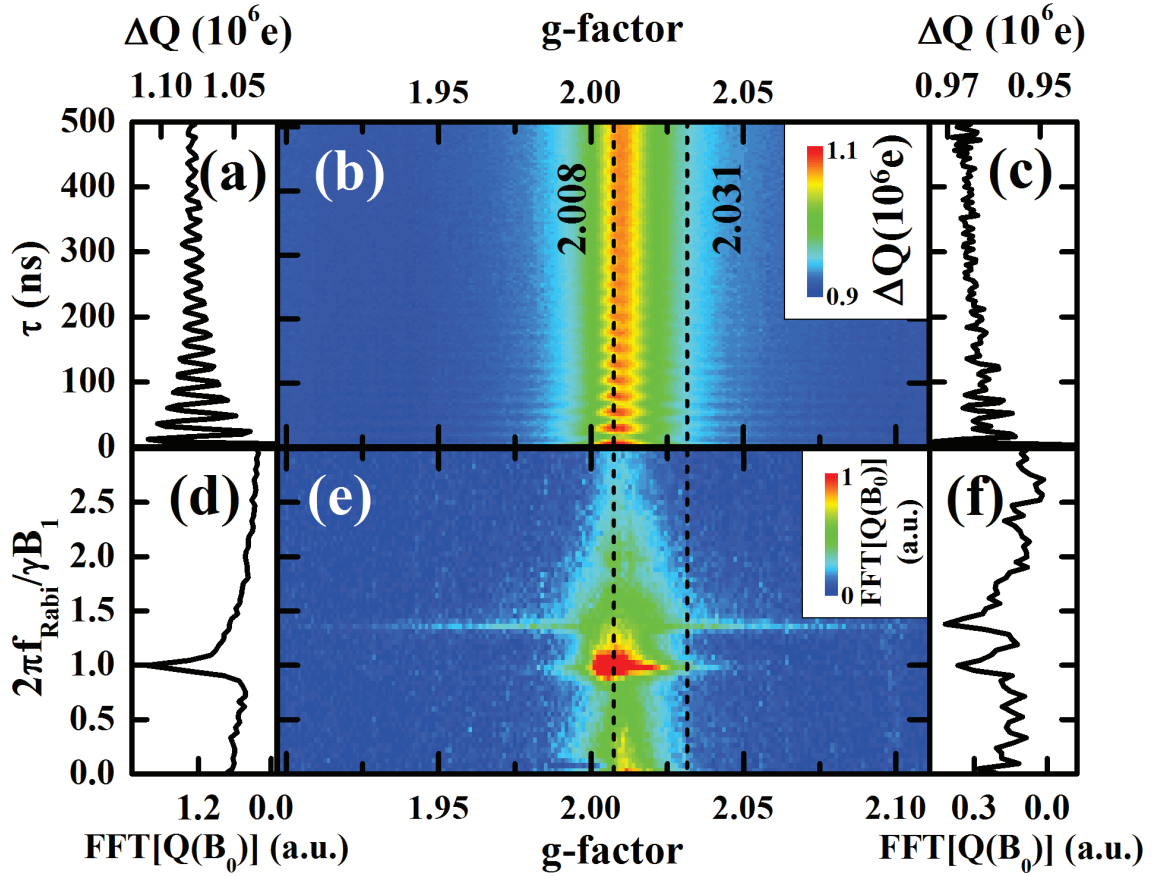 ΔQ (10⁶e) g-factor ΔQ (10⁶e)
1.10 1.05 1.95 2.00 2.05 0.97 0.95
500
400
300
200
100
0
τ (ns)
(a)
(b)
2.008
2.031
1.1
0.9
ΔQ(10⁶e)
(c)
2.5
2.0
1.5
1.0
0.5
0.0
2πf_Rabi/γB₁
(d)
(e)
1
0
FFT[Q(B₀)]
(a.u.)
(f)
1.2 0.0 1.95 2.00 2.05 2.10 0.3 0.0
FFT[Q(B₀)] (a.u.) g-factor FFT[Q(B₀)] (a.u.)